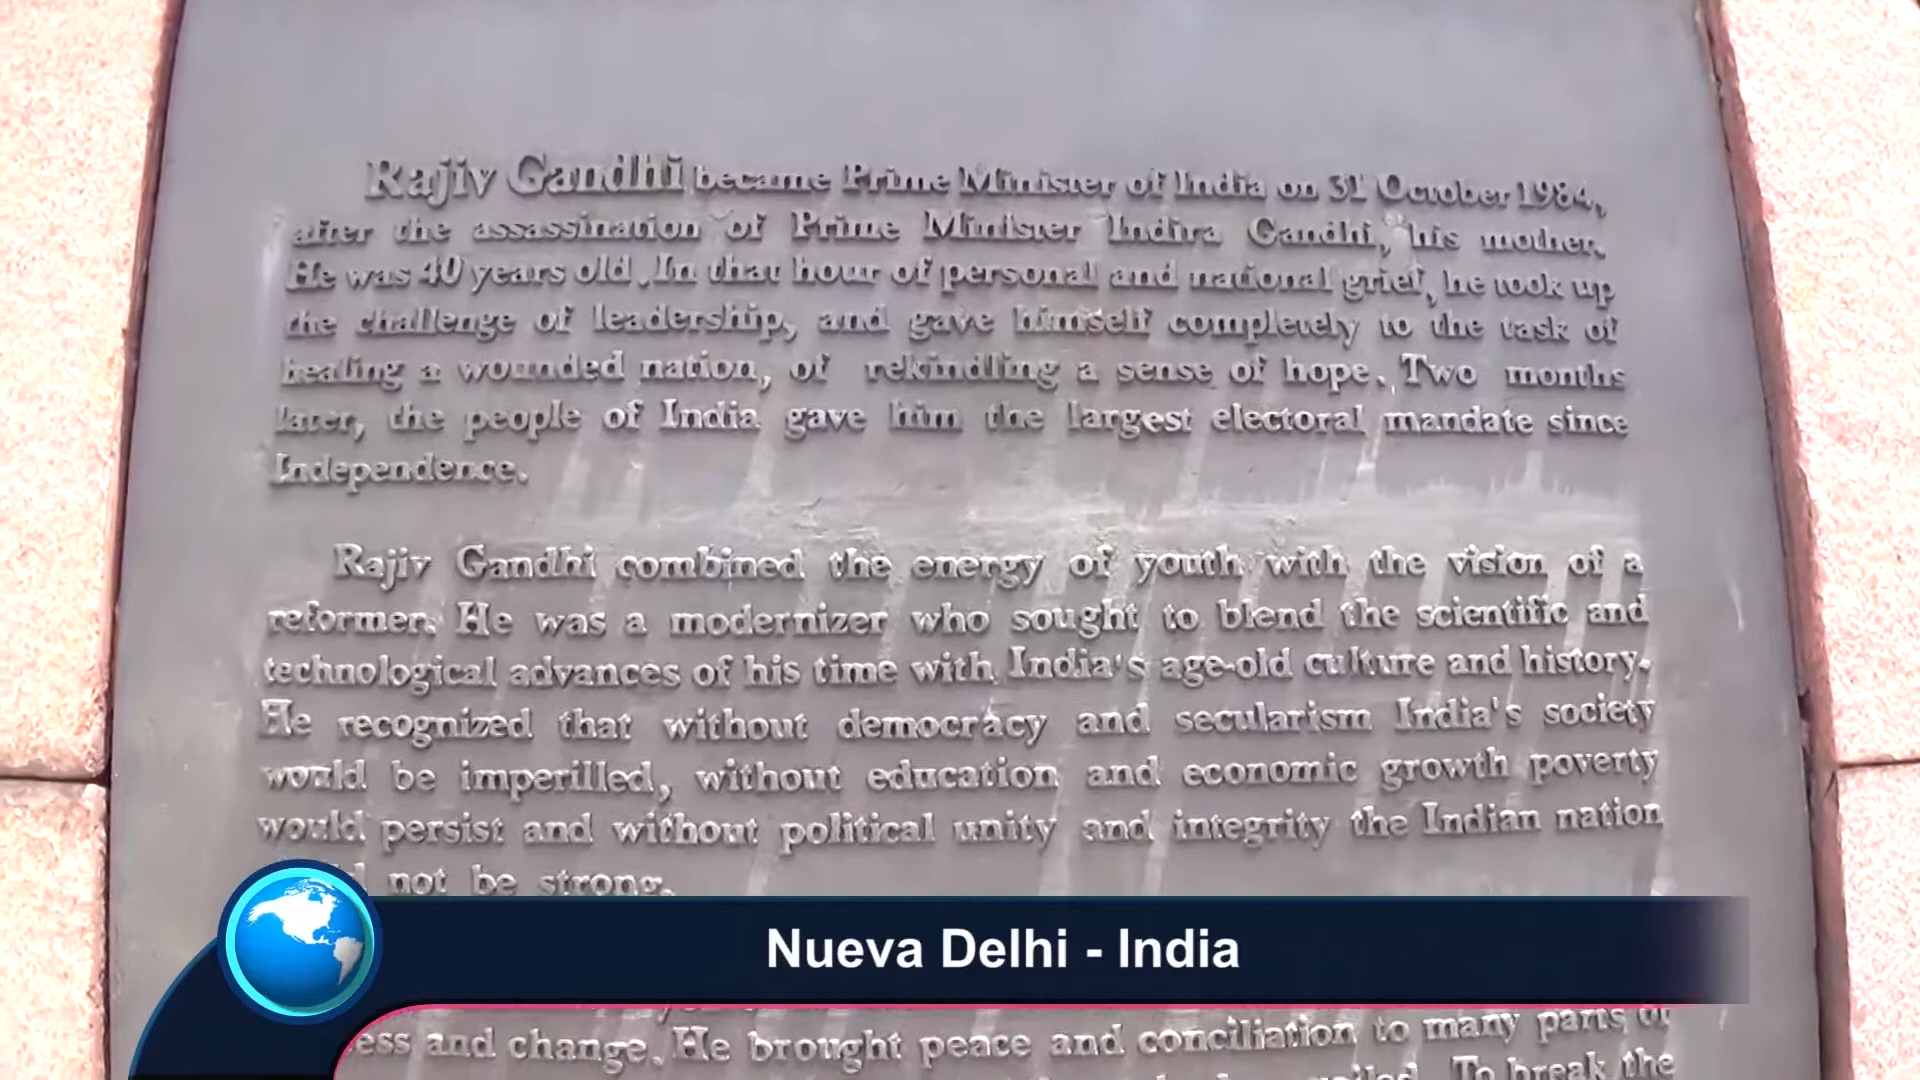 Rajiv Gandhi became Prime Minister of India on 31 October 1984,
after the assassination of Prime Minister Indira Gandhi, his mother.
He was 40 years old. In that hour of personal and national grief, he took up
the challenge of leadership, and gave himself completely to the task of
healing a wounded nation, of rekindling a sense of hope. Two months
later, the people of India gave him the largest electoral mandate since
Independence.
Rajiv Gandhi combined the energy of youth with the vision of a
reformer. He was a modernizer who sought to blend the scientific and
technological advances of his time with India's age-old culture and history.
He recognized that without democracy and secularism India's society
would be imperilled, without education and economic growth poverty
would persist and without political unity and integrity the Indian nation
not be strong.
Nueva Delhi - India
and change. He brought peace and conciliation to many parts of
To break the